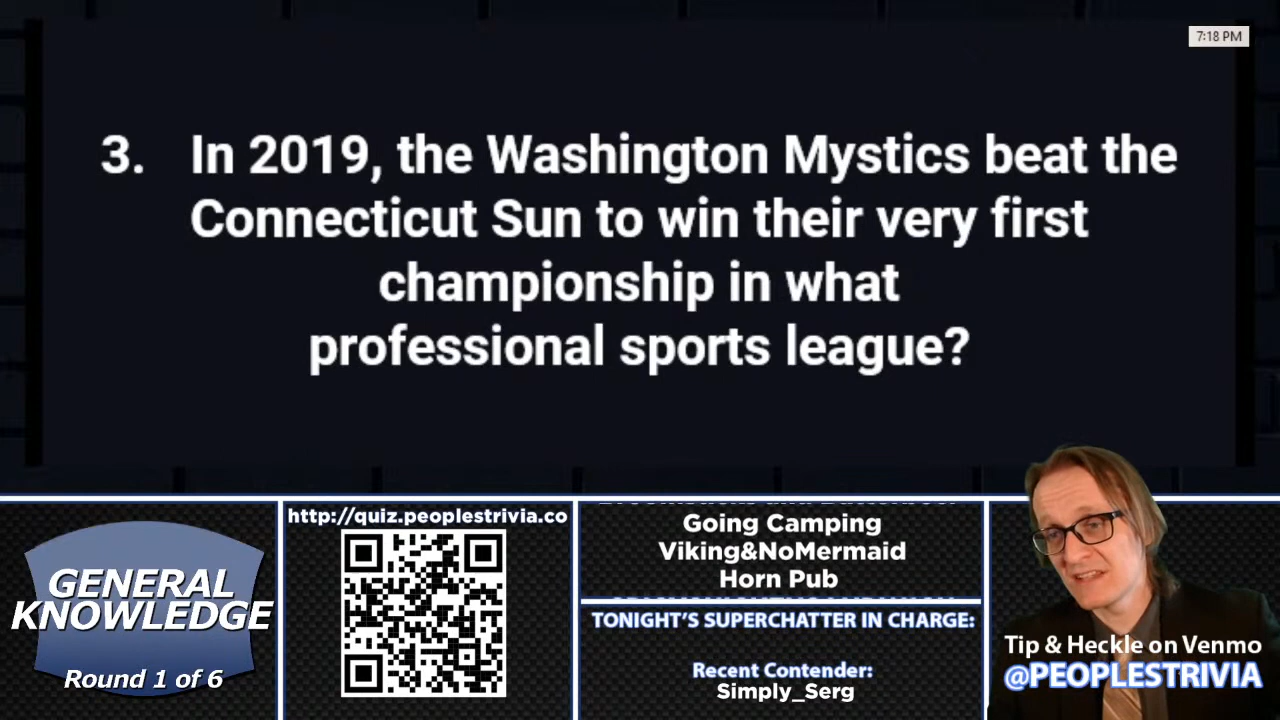 7:18 PM
3. In 2019, the Washington Mystics beat the
Connecticut Sun to win their very first
championship in what
professional sports league?
GENERAL
KNOWLEDGE
Round 1 of 6
http://quiz.peoplestrivia.co
Going Camping
Viking&NoMermaid
Horn Pub
TONIGHT'S SUPERCHATTER IN CHARGE:
Recent Contender:
Simply_Serg
Tip & Heckle on Venmo
@PEOPLESTRIVIA